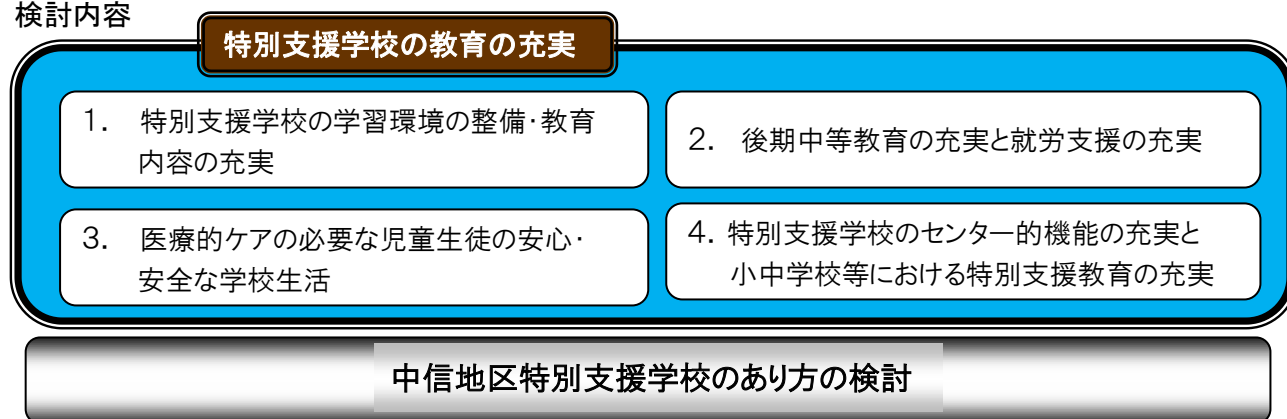 検討内容
特別支援学校の教育の充実
1. 特別支援学校の学習環境の整備・教育
内容の充実
2. 後期中等教育の充実と就労支援の充実
3. 医療的ケアの必要な児童生徒の安心・
安全な学校生活
4. 特別支援学校のセンター的機能の充実と
小中学校等における特別支援教育の充実
中信地区特別支援学校のあり方の検討